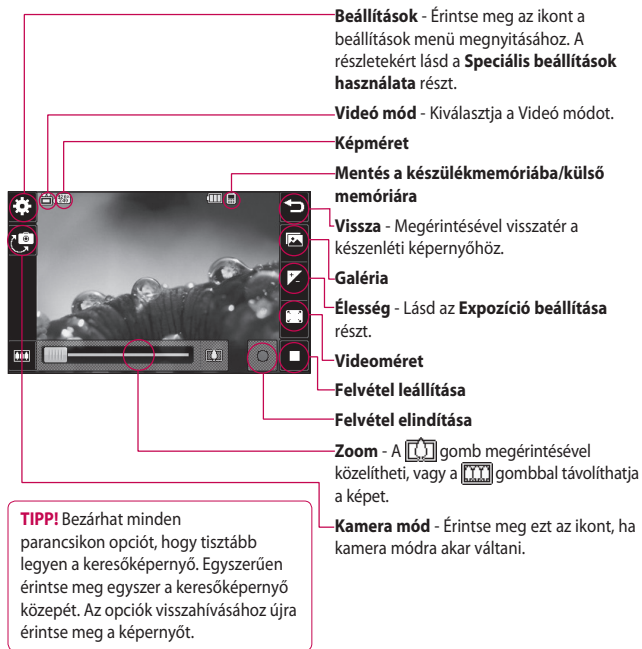 Beállítások - Érintse meg az ikont a
beállítások menü megnyitásához. A
részletekért lásd a Speciális beállítások
használata részt.
Videó mód - Kiválasztja a Videó módot.
Képméret
Mentés a készülékmemóriába/külső
memóriára
Vissza - Megérintésével visszatér a
készenléti képernyőhöz.
Galéria
Élesség - Lásd az Expozíció beállítása
részt.
Videoméret
Felvétel leállítása
Felvétel elindítása
Zoom - A gomb megérintésével
közelítheti, vagy a gombbal távolíthatja
a képet.
Kamera mód - Érintse meg ezt az ikont, ha
kamera módra akar váltani.
TIPP! Bezárhat minden
parancsikon opciót, hogy tisztább
legyen a keresőképernyő. Egyszerűen
érintse meg egyszer a keresőképernyő
közepét. Az opciók visszahívásához újra
érintse meg a képernyőt.